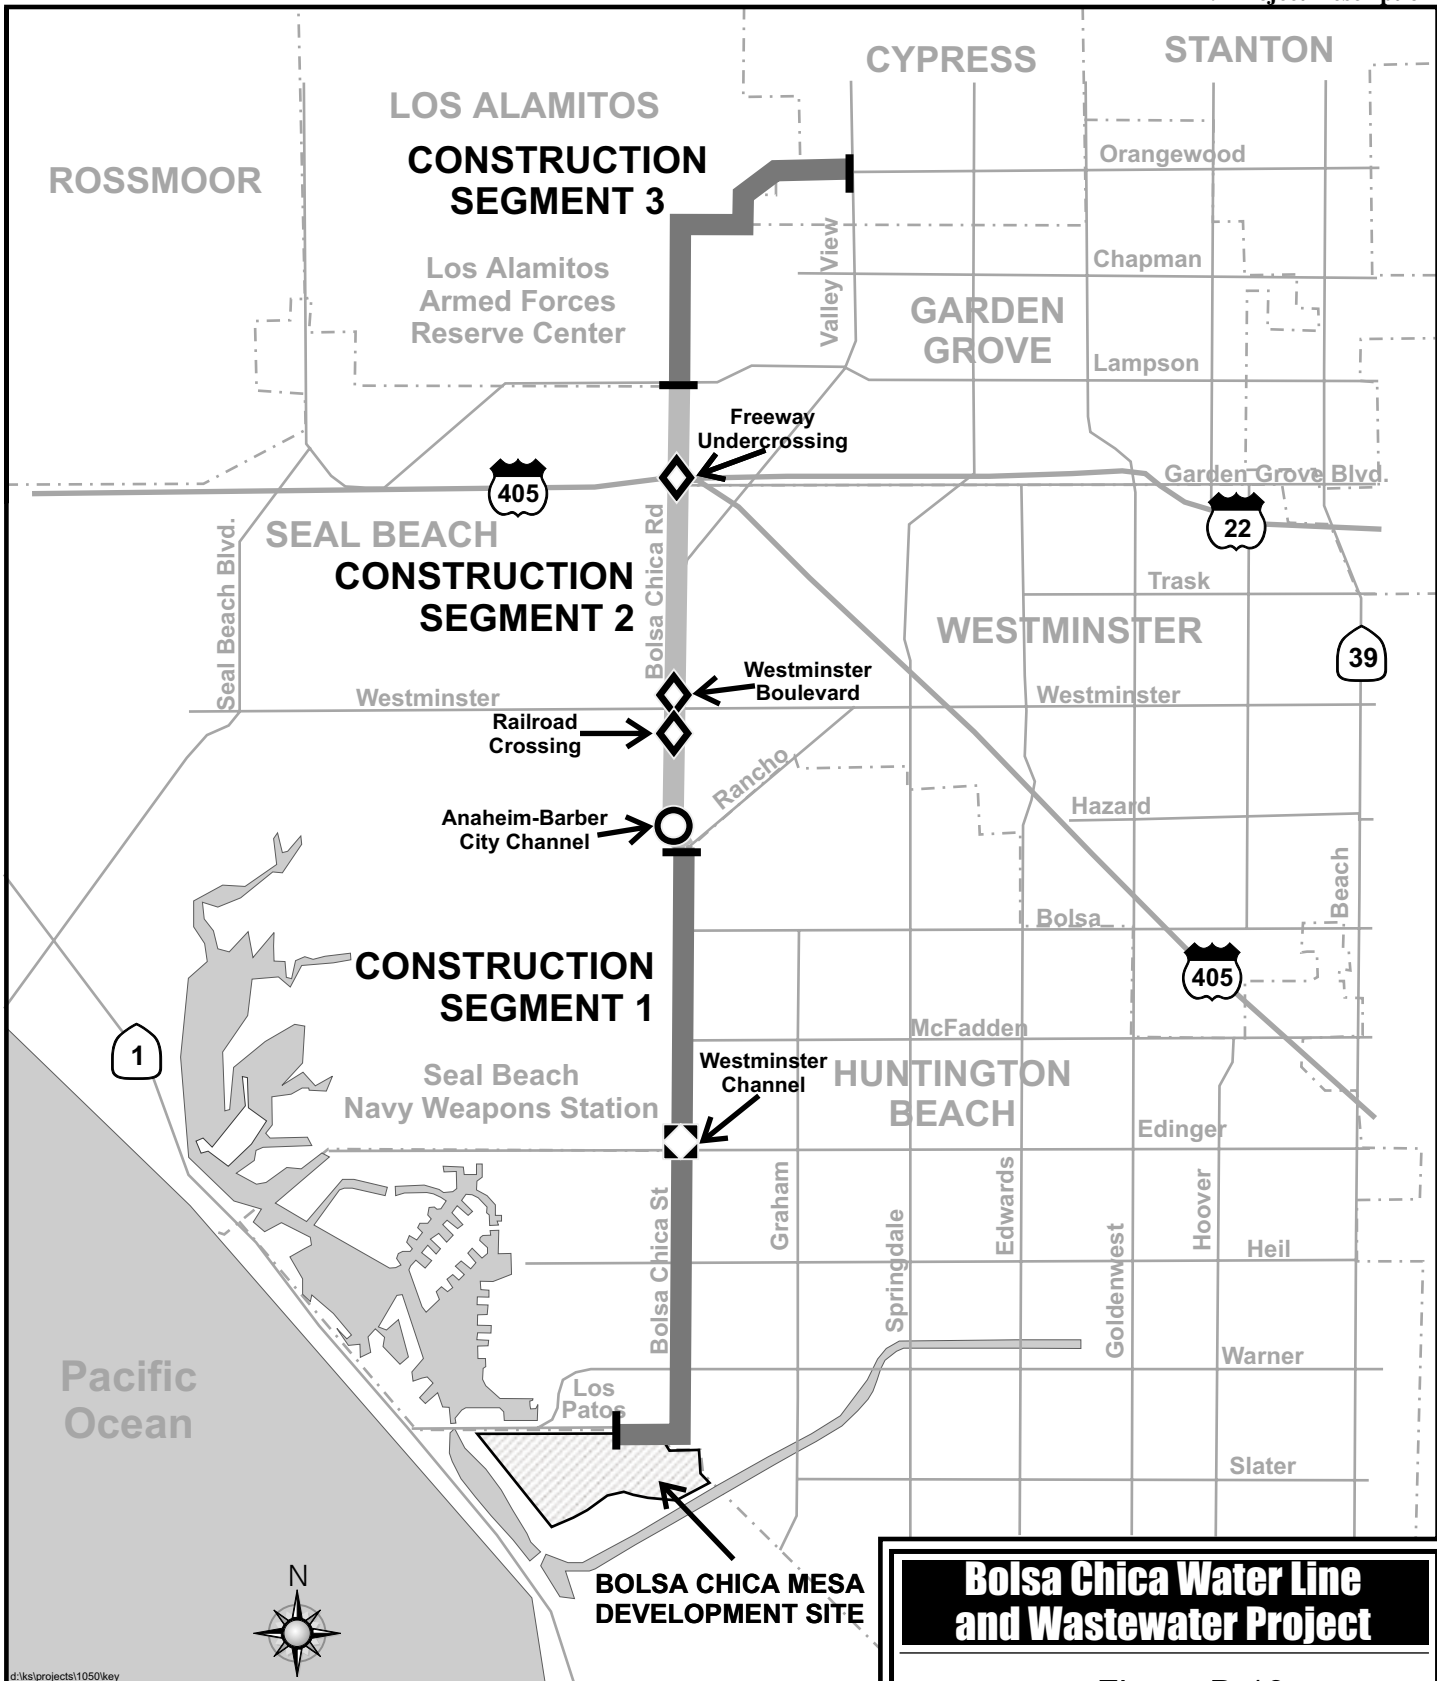 CYPRESS
STANTON
LOS ALAMITOS
ROSSMOOR
CONSTRUCTION
SEGMENT 3
Orangewood
Valley View
Los Alamitos
Armed Forces
Reserve Center
Chapman
GARDEN
GROVE
Lampson
Freeway
Undercrossing
Garden Grove Blvd.
405
22
SEAL BEACH
CONSTRUCTION
SEGMENT 2
Bolsa Chica Rd
Seal Beach Blvd.
Trask
WESTMINSTER
39
Westminster
Boulevard
Westminster
Westminster
Railroad
Crossing
Rancho
Hazard
Anaheim-Barber
City Channel
Beach
Bolsa
CONSTRUCTION
SEGMENT 1
405
1
McFadden
Westminster
Channel
HUNTINGTON
BEACH
Seal Beach
Navy Weapons Station
Edinger
Bolsa Chica St
Graham
Springdale
Edwards
Goldenwest
Hoover
Heil
Warner
Pacific
Ocean
Los
Patos
Slater
N
BOLSA CHICA MESA
DEVELOPMENT SITE
Bolsa Chica Water Line
and Wastewater Project
d:\ks\projects\1050\key